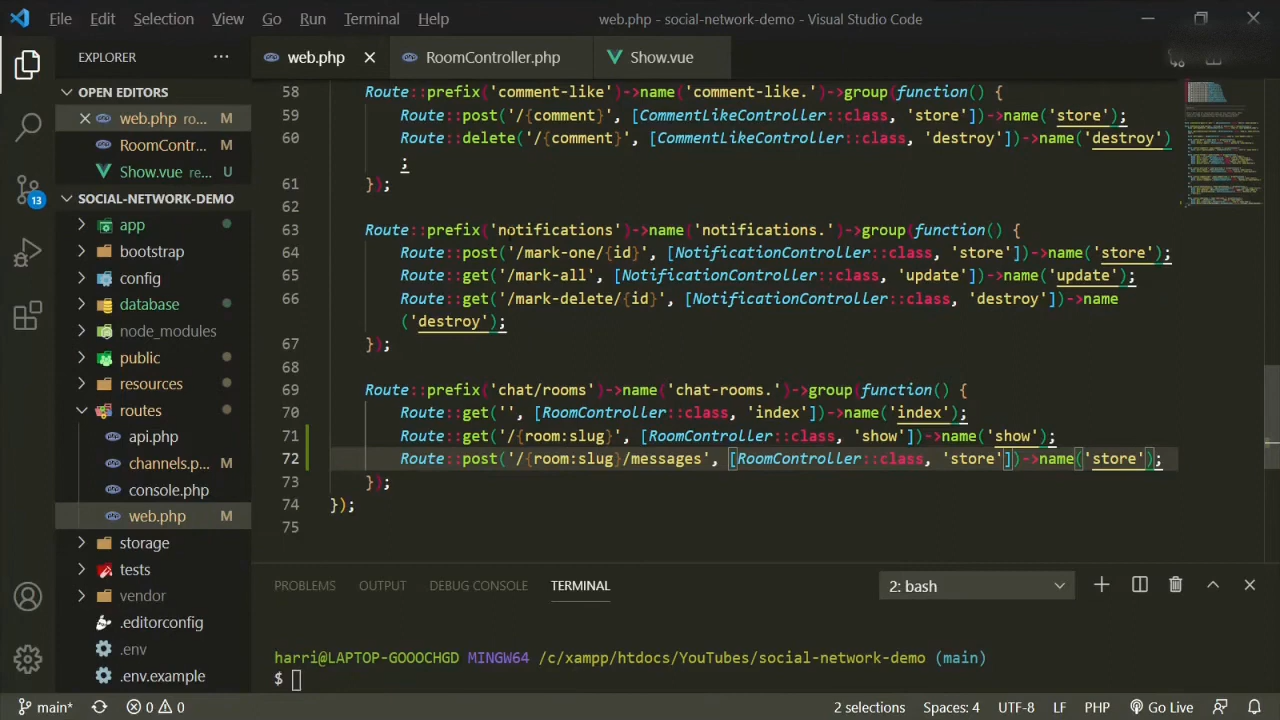 File Edit Selection View Go Run Terminal Help web.php - social-network-demo - Visual Studio Code
EXPLORER
web.php RoomController.php Show.vue
OPEN EDITORS
web.php ro... M
RoomContr... M
Show.vue re... U
SOCIAL-NETWORK-DEMO
app
bootstrap
config
database
node_modules
public
resources
routes
api.php
channels.p...
console.php
web.php M
storage
tests
vendor
.editorconfig
.env
.env.example
13
58 Route::prefix('comment-like')->name('comment-like.')->group(function() {
59 Route::post('/{comment}', [CommentLikeController::class, 'store'])->name('store');
60 Route::delete('/{comment}', [CommentLikeController::class, 'destroy'])->name('destroy')
;
61 });
62
63 Route::prefix('notifications')->name('notifications.')->group(function() {
64 Route::post('/mark-one/{id}', [NotificationController::class, 'store'])->name('store');
65 Route::get('/mark-all', [NotificationController::class, 'update'])->name('update');
66 Route::get('/mark-delete/{id}', [NotificationController::class, 'destroy'])->name
('destroy');
67 });
68
69 Route::prefix('chat/rooms')->name('chat-rooms.')->group(function() {
70 Route::get('', [RoomController::class, 'index'])->name('index');
71 Route::get('/{room:slug}', [RoomController::class, 'show'])->name('show');
72 Route::post('/{room:slug}/messages', [RoomController::class, 'store'])->name('store');
73 });
74 });
75
PROBLEMS OUTPUT DEBUG CONSOLE TERMINAL 2: bash
harri@LAPTOP-GOOOCHGD MINGW64 /c/xampp/htdocs/YouTubes/social-network-demo (main)
$
main* 0 0 2 selections Spaces: 4 UTF-8 LF PHP Go Live